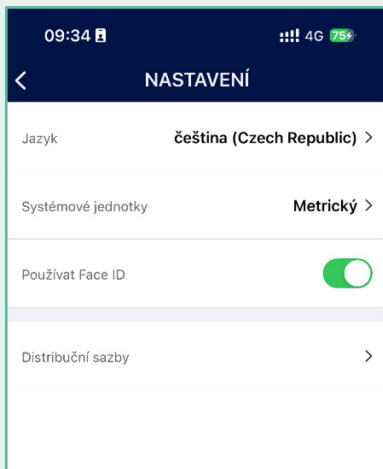 09:34 4G 75
NASTAVENÍ
Jazyk čeština (Czech Republic)
Systémové jednotky Metrický
Používat Face ID
Distribuční sazby